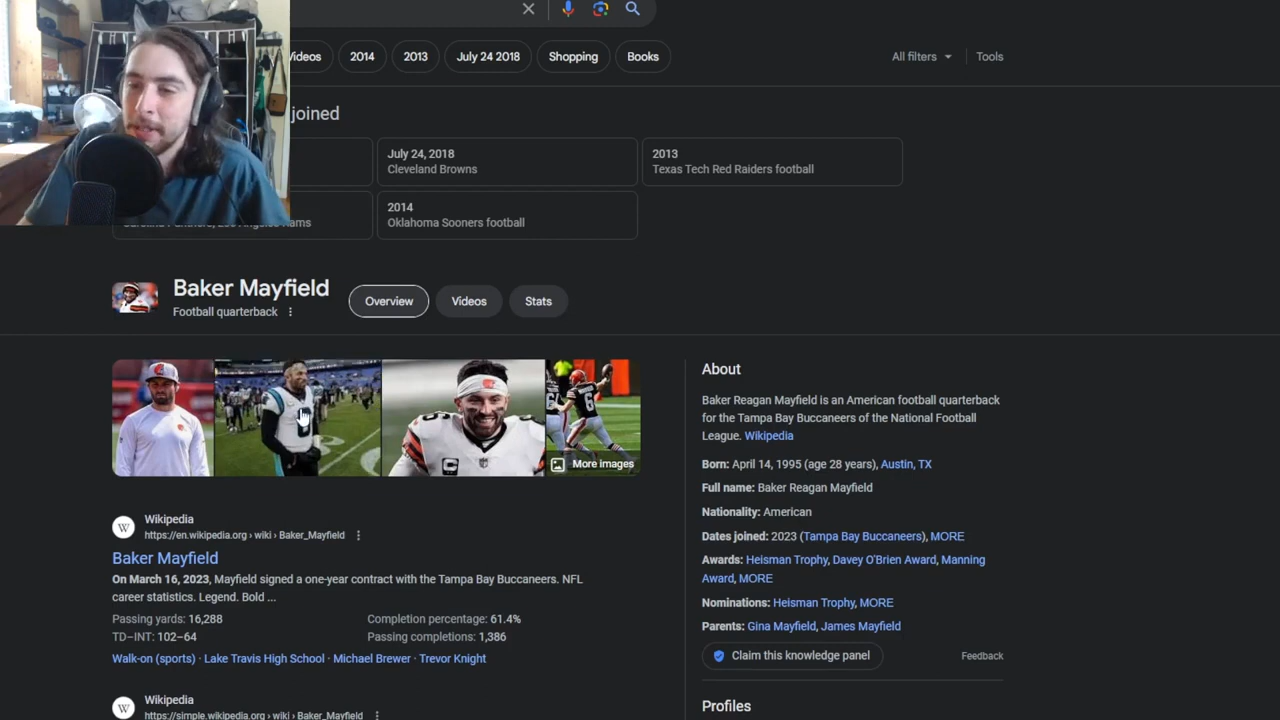 Videos
2014
2013
July 24 2018
Shopping
Books
All filters
Tools
joined
July 24, 2018
Cleveland Browns
2013
Texas Tech Red Raiders football
2014
Oklahoma Sooners football
Baker Mayfield
Football quarterback
Overview
Videos
Stats
More images
About
Baker Reagan Mayfield is an American football quarterback
for the Tampa Bay Buccaneers of the National Football
League. Wikipedia
Born: April 14, 1995 (age 28 years), Austin, TX
Full name: Baker Reagan Mayfield
Nationality: American
Dates joined: 2023 (Tampa Bay Buccaneers), MORE
Awards: Heisman Trophy, Davey O'Brien Award, Manning
Award, MORE
Nominations: Heisman Trophy, MORE
Parents: Gina Mayfield, James Mayfield
Claim this knowledge panel
Feedback
Profiles
W
Wikipedia
https://en.wikipedia.org › wiki › Baker_Mayfield
Baker Mayfield
On March 16, 2023, Mayfield signed a one-year contract with the Tampa Bay Buccaneers. NFL
career statistics. Legend. Bold ...
Passing yards: 16,288
Completion percentage: 61.4%
TD–INT: 102–64
Passing completions: 1,386
Walk-on (sports) · Lake Travis High School · Michael Brewer · Trevor Knight
W
Wikipedia
https://simple.wikipedia.org › wiki › Baker_Mayfield